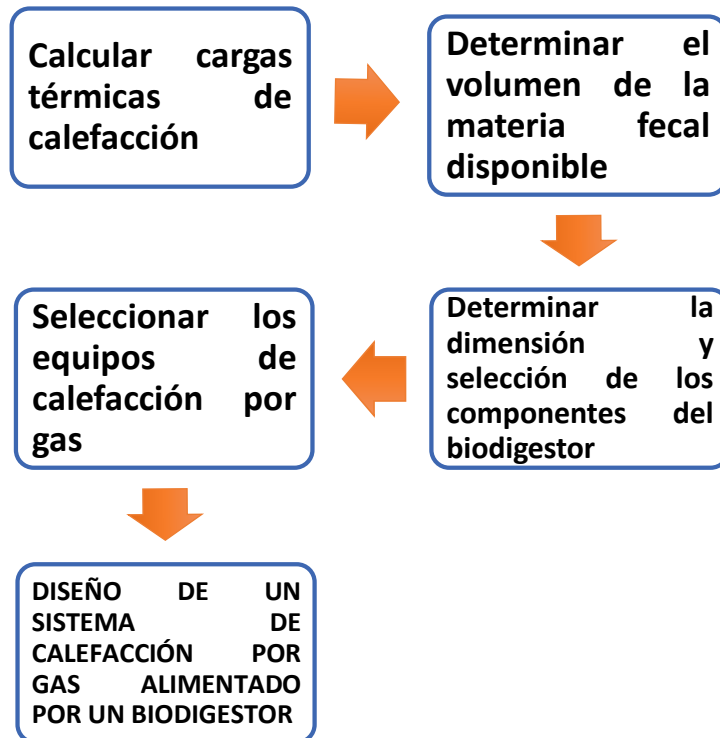 Calcular cargas
térmicas de
calefacción
Determinar el
volumen de la
materia fecal
disponible
Determinar la
dimensión y
selección de los
componentes del
biodigestor
Seleccionar los
equipos de
calefacción por
gas
DISEÑO DE UN
SISTEMA DE
CALEFACCIÓN POR
GAS ALIMENTADO
POR UN BIODIGESTOR